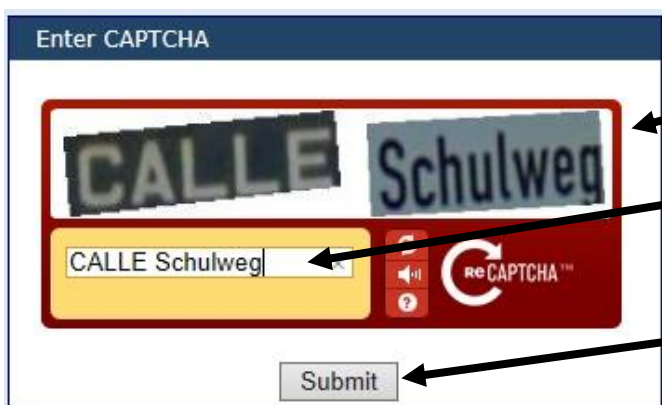 Enter CAPTCHA
CALLE Schulweg
CALLE Schulweg
ReCAPTCHA™
?
Submit